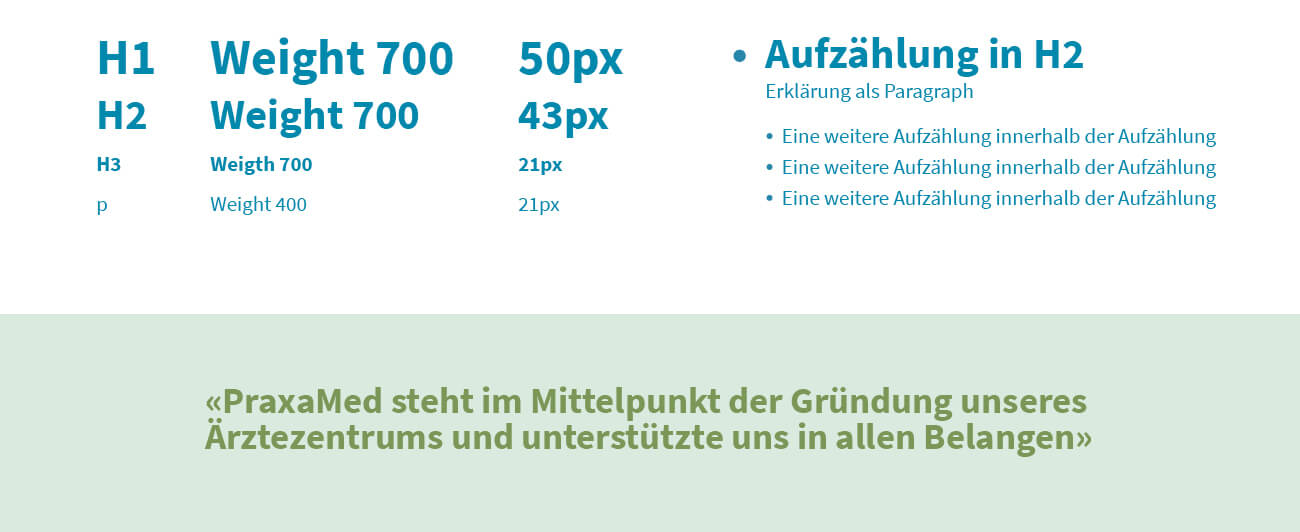 H1 Weight 700 50px
H2 Weight 700 43px
H3 Weigth 700 21px
p Weight 400 21px
• Aufzählung in H2
Erklärung als Paragraph
• Eine weitere Aufzählung innerhalb der Aufzählung
• Eine weitere Aufzählung innerhalb der Aufzählung
• Eine weitere Aufzählung innerhalb der Aufzählung
«PraxaMed steht im Mittelpunkt der Gründung unseres
Ärztezentrums und unterstützte uns in allen Belangen»